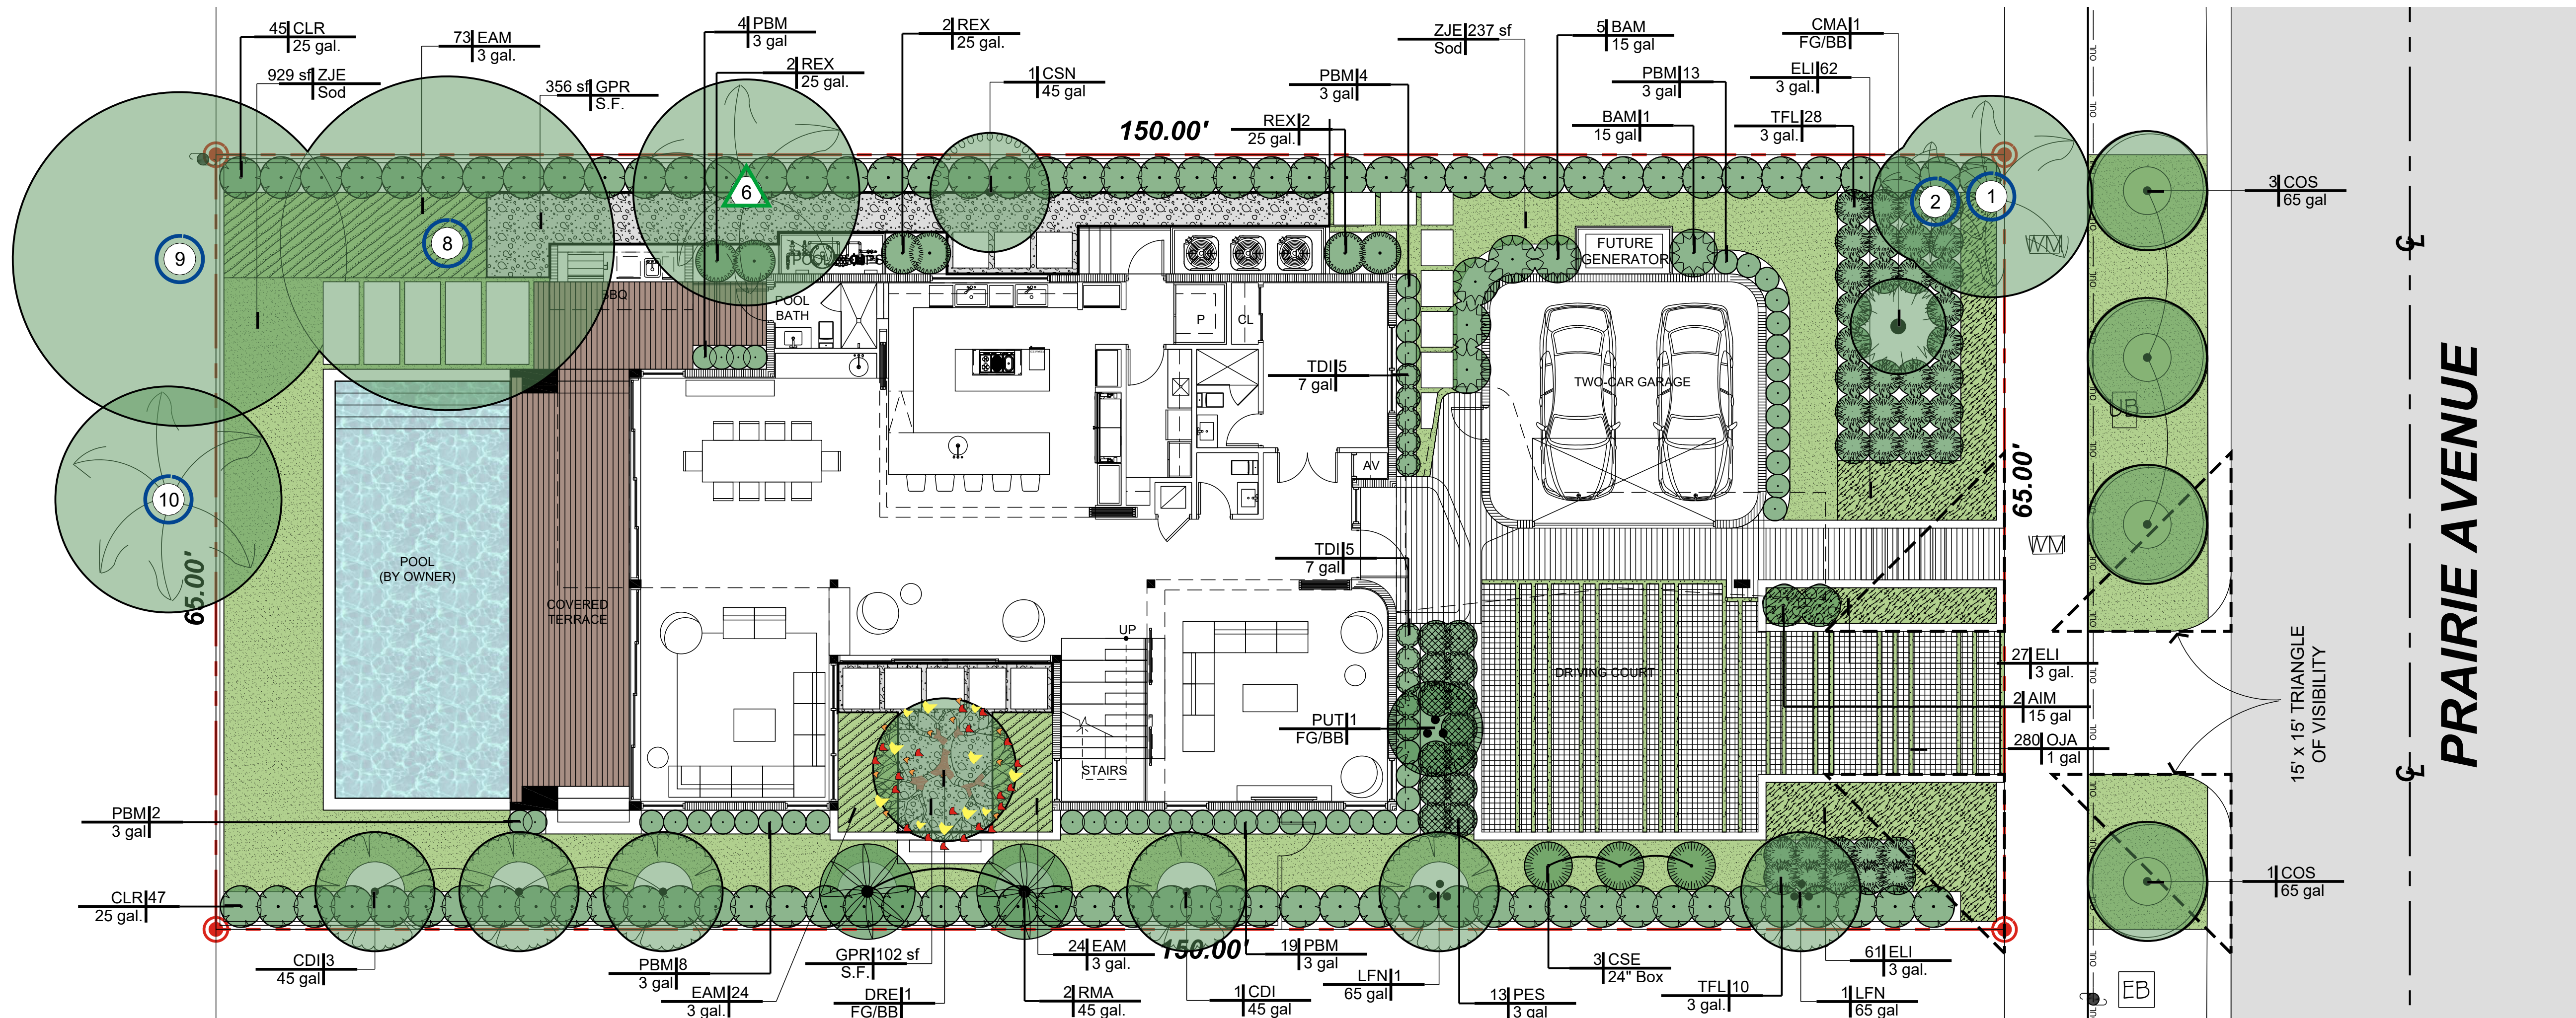 45 CLR
25 gal.
73 EAM
3 gal.
929 sf ZJE
Sod
356 sf GPR
S.F.
4 PBM
3 gal
2 REX
25 gal.
2 REX
25 gal.
1 CSN
45 gal
150.00'
REX 2
25 gal.
PBM 4
3 gal
ZJE 237 sf
Sod
5 BAM
15 gal
PBM 13
3 gal
BAM 1
15 gal
CMA 1
FG/BB
ELI 62
3 gal.
TFL 28
3 gal.
OUL
3 COS
65 gal
9
8
6
2
1
10
WM
UB
WM
BBQ
POOL
BATH
P
CL
FUTURE
GENERATOR
TDI 5
7 gal
TWO-CAR GARAGE
AV
65.00'
65.00'
PRAIRIE AVENUE
POOL
(BY OWNER)
COVERED
TERRACE
UP
STAIRS
TDI 5
7 gal
PUT 1
FG/BB
DRIVING COURT
27 ELI
3 gal.
2 AIM
15 gal
280 OJA
1 gal
15' x 15' TRIANGLE
OF VISIBILITY
PBM 2
3 gal
CLR 47
25 gal.
CDI 3
45 gal
PBM 8
3 gal
EAM 24
3 gal.
GPR 102 sf
S.F.
DRE 1
FG/BB
24 EAM
3 gal.
2 RMA
45 gal.
150.00'
19 PBM
3 gal
1 CDI
45 gal
LFN 1
65 gal
13 PES
3 gal
3 CSE
24" Box
TFL 10
3 gal.
61 ELI
3 gal.
1 LFN
65 gal
1 COS
65 gal
EB